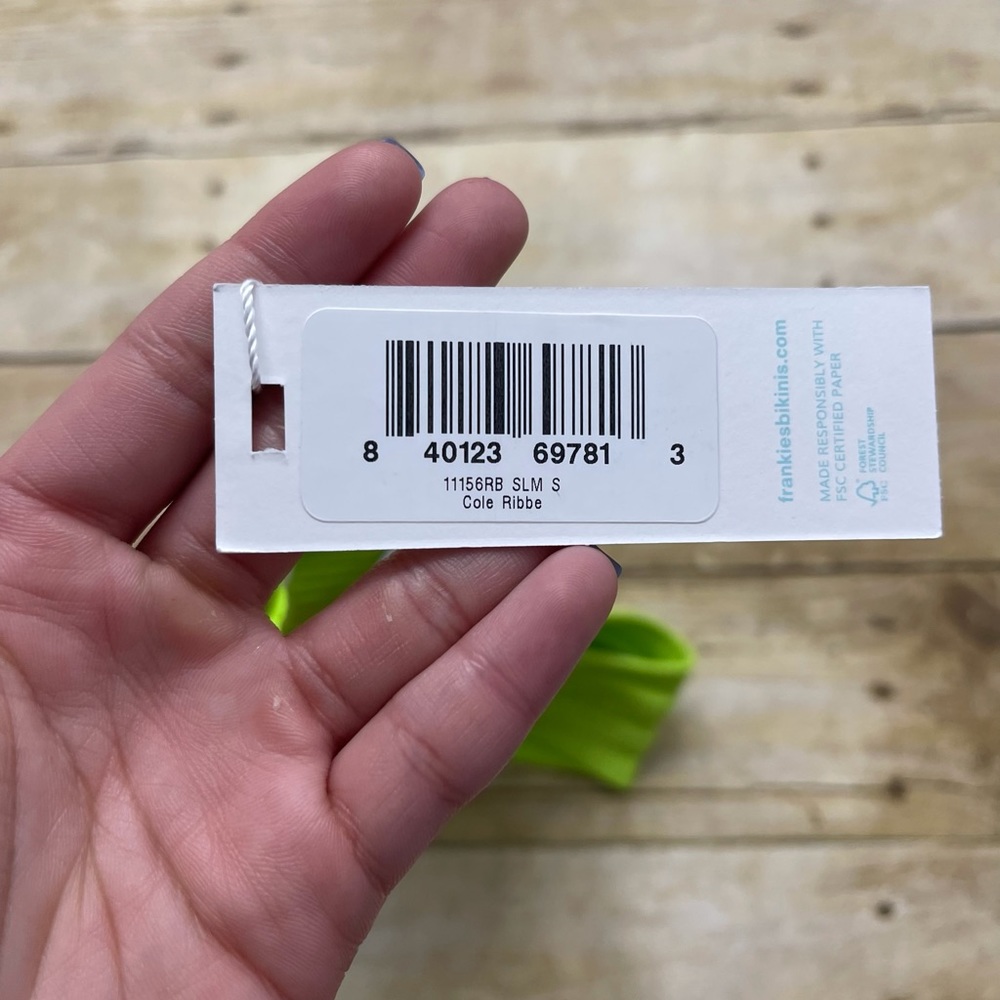 8 40123 69781 3
11156RB SLM S
Cole Ribbe
frankiesbikinis.com
MADE RESPONSIBLY WITH
FSC CERTIFIED PAPER
FSC
FOREST
STEWARDSHIP
COUNCIL